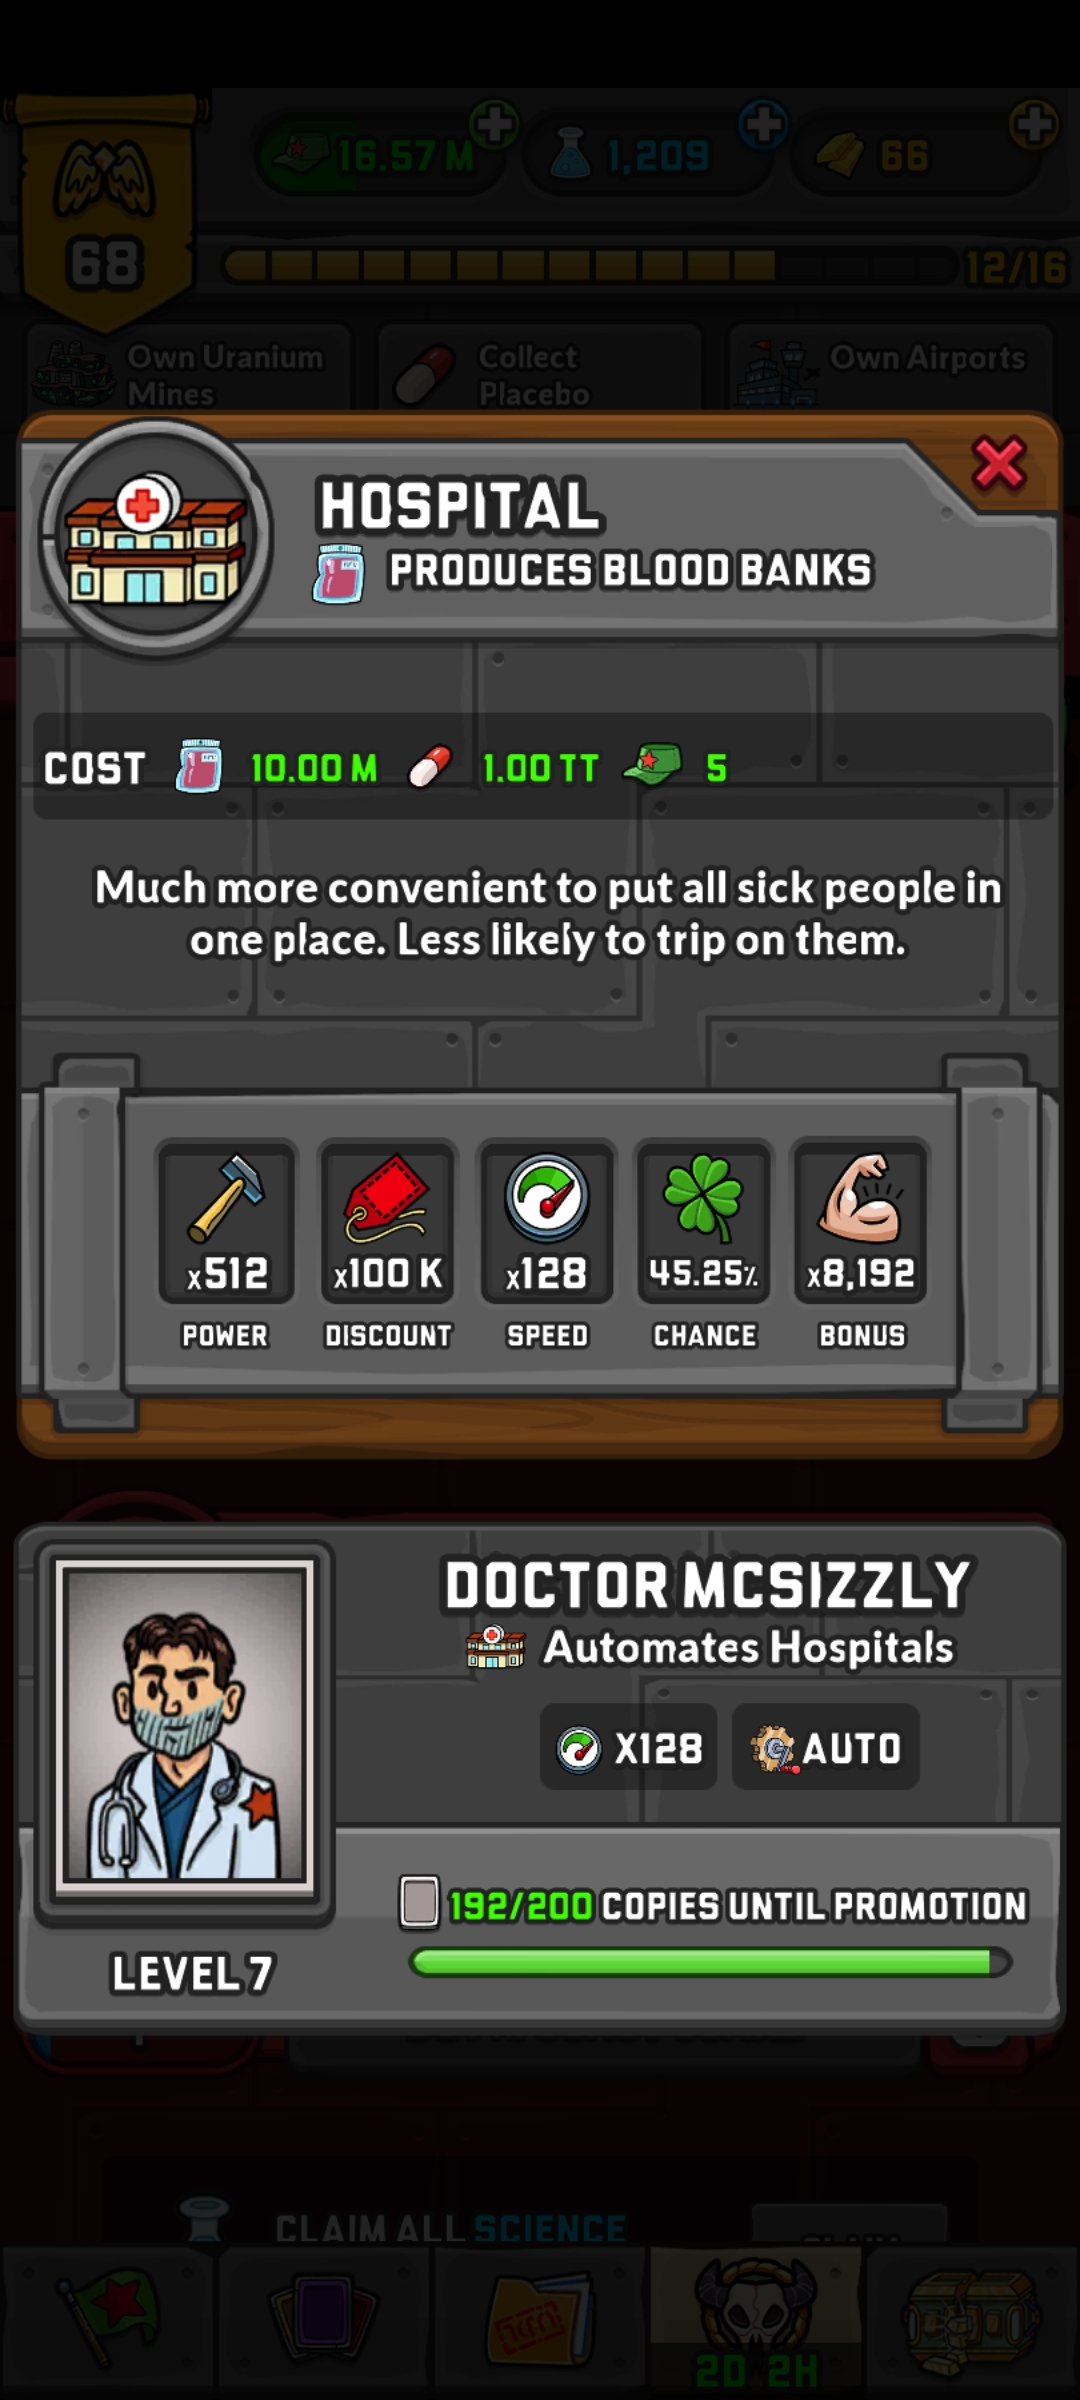 16.57 M
1,209
66
68
12/16
Own Uranium
Mines
Collect
Placebo
Own Airports
HOSPITAL
PRODUCES BLOOD BANKS
COST 10.00 M 1.00 TT 5
Much more convenient to put all sick people in
one place. Less likely to trip on them.
x512
x100 K
x128
45.25%
x8,192
POWER
DISCOUNT
SPEED
CHANCE
BONUS
DOCTOR MCSIZZLY
Automates Hospitals
X128
AUTO
192/200 COPIES UNTIL PROMOTION
LEVEL 7
CLAIM ALL SCIENCE
2D 2H